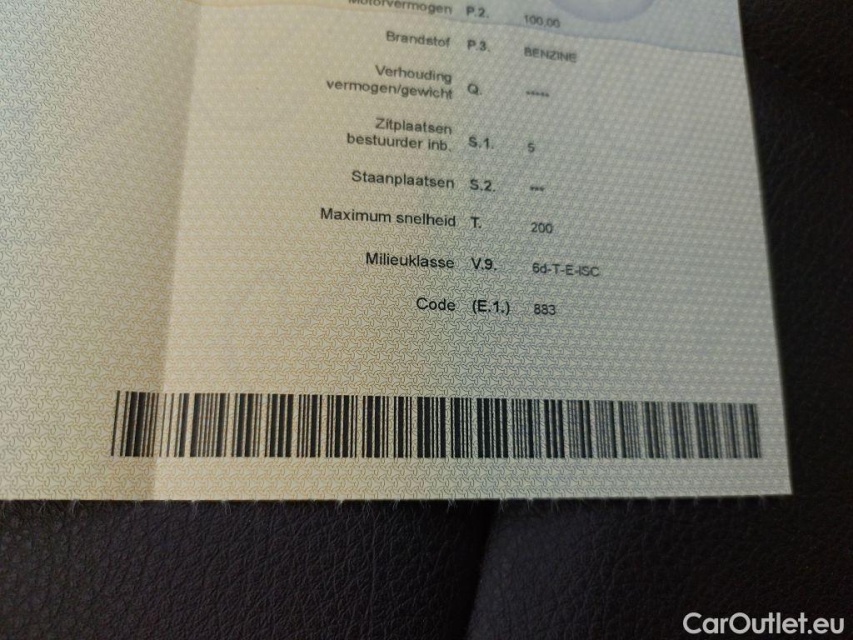 Motorvermogen P.2. 100.00
Brandstof P.3. BENZINE
Verhouding
vermogen/gewicht Q. -----
Zitplaatsen
bestuurder inb. S.1. 5
Staanplaatsen S.2. ---
Maximum snelheid T. 200
Milieuklasse V.9. 6d-T-E-ISC
Code (E.1.) 883
CarOutlet.eu